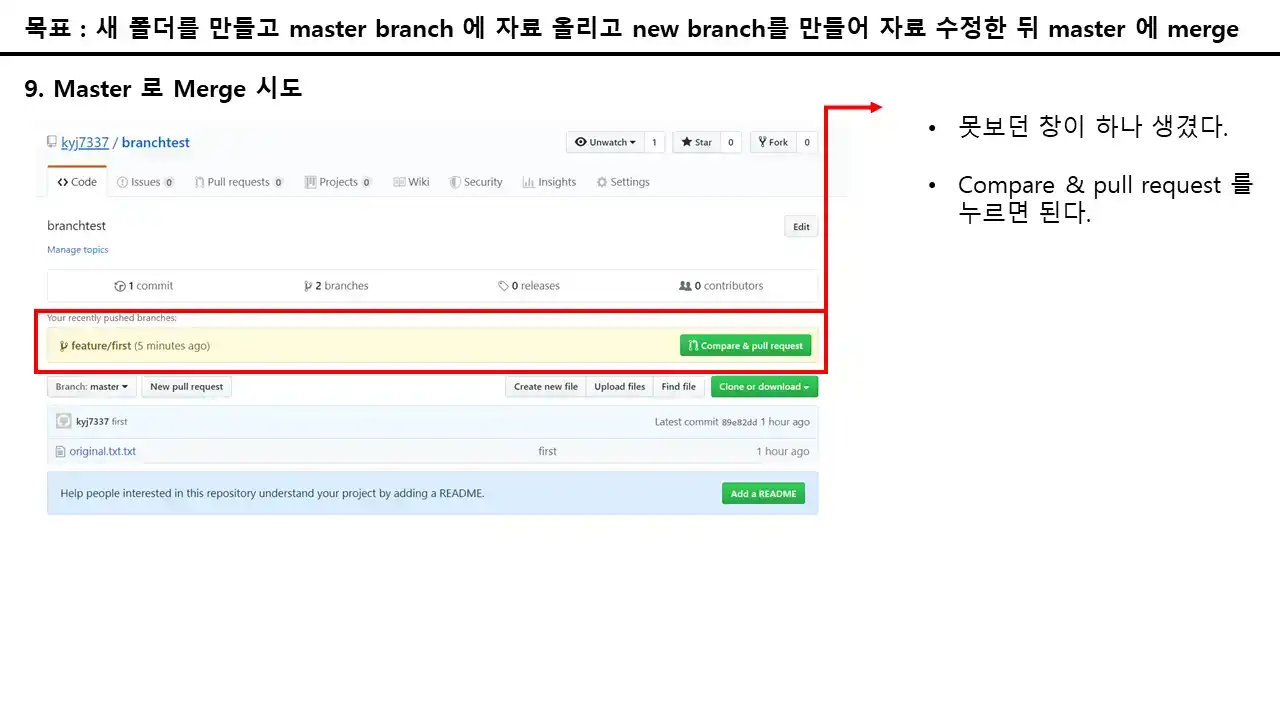 목표 : 새 폴더를 만들고 master branch 에 자료 올리고 new branch를 만들어 자료 수정한 뒤 master 에 merge
9. Master 로 Merge 시도
kyj7337 / branchtest
Unwatch 1 Star 0 Fork 0
Code Issues 0 Pull requests 0 Projects 0 Wiki Security Insights Settings
branchtest
Edit
Manage topics
1 commit 2 branches 0 releases 0 contributors
Your recently pushed branches:
feature/first (5 minutes ago) Compare & pull request
Branch: master New pull request Create new file Upload files Find file Clone or download
kyj7337 first Latest commit 89e82dd 1 hour ago
original.txt.txt first 1 hour ago
Help people interested in this repository understand your project by adding a README. Add a README
• 못보던 창이 하나 생겼다.
• Compare & pull request 를
누르면 된다.